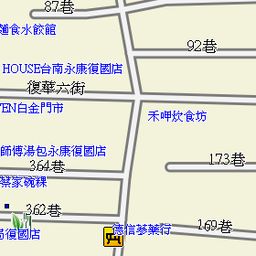 87巷
麵食水餃館
92巷
HOUSE台南永康復國店
復華六街
EVEN白金門市
禾呷炊食坊
師傅湯包永康復國店
364巷
173巷
蔡家碗粿
362巷
德信蔘藥行
169巷
局復國店